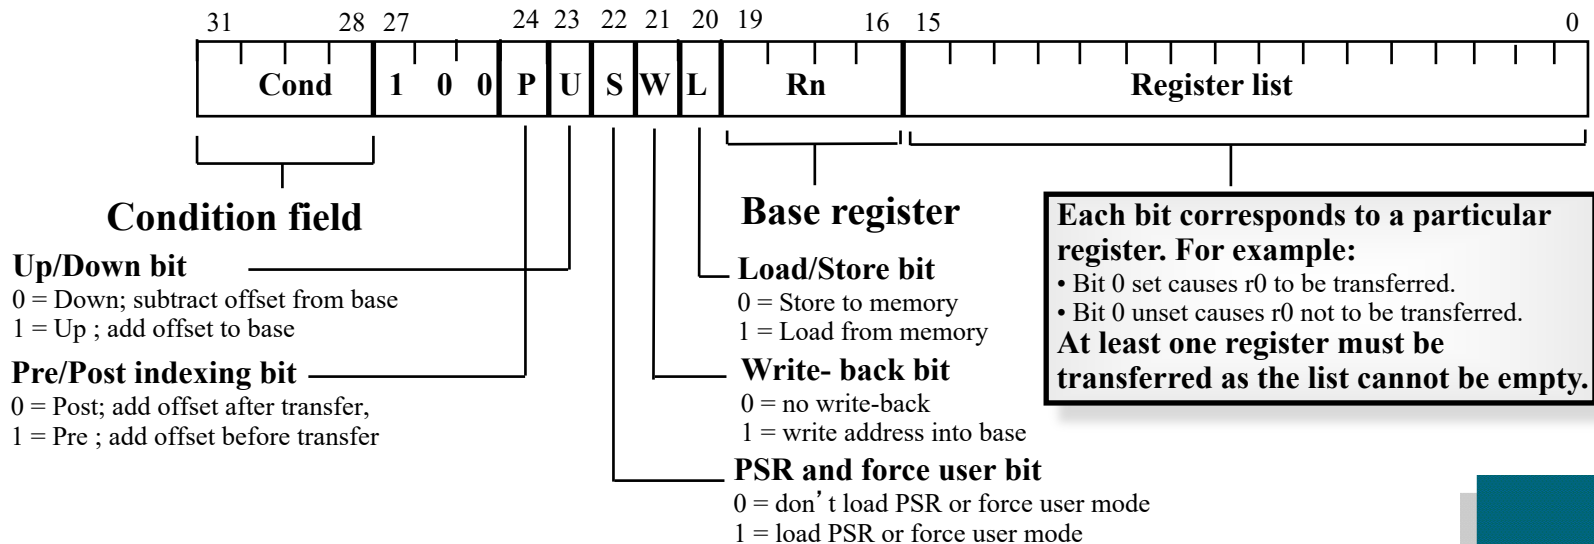 31 28 27 24 23 22 21 20 19 16 15 0
Cond 1 0 0 P U S W L Rn Register list
Condition field
Up/Down bit
0 = Down; subtract offset from base
1 = Up ; add offset to base
Pre/Post indexing bit
0 = Post; add offset after transfer,
1 = Pre ; add offset before transfer
Base register
Load/Store bit
0 = Store to memory
1 = Load from memory
Write- back bit
0 = no write-back
1 = write address into base
PSR and force user bit
0 = don’t load PSR or force user mode
1 = load PSR or force user mode
Each bit corresponds to a particular
register. For example:
• Bit 0 set causes r0 to be transferred.
• Bit 0 unset causes r0 not to be transferred.
At least one register must be
transferred as the list cannot be empty.